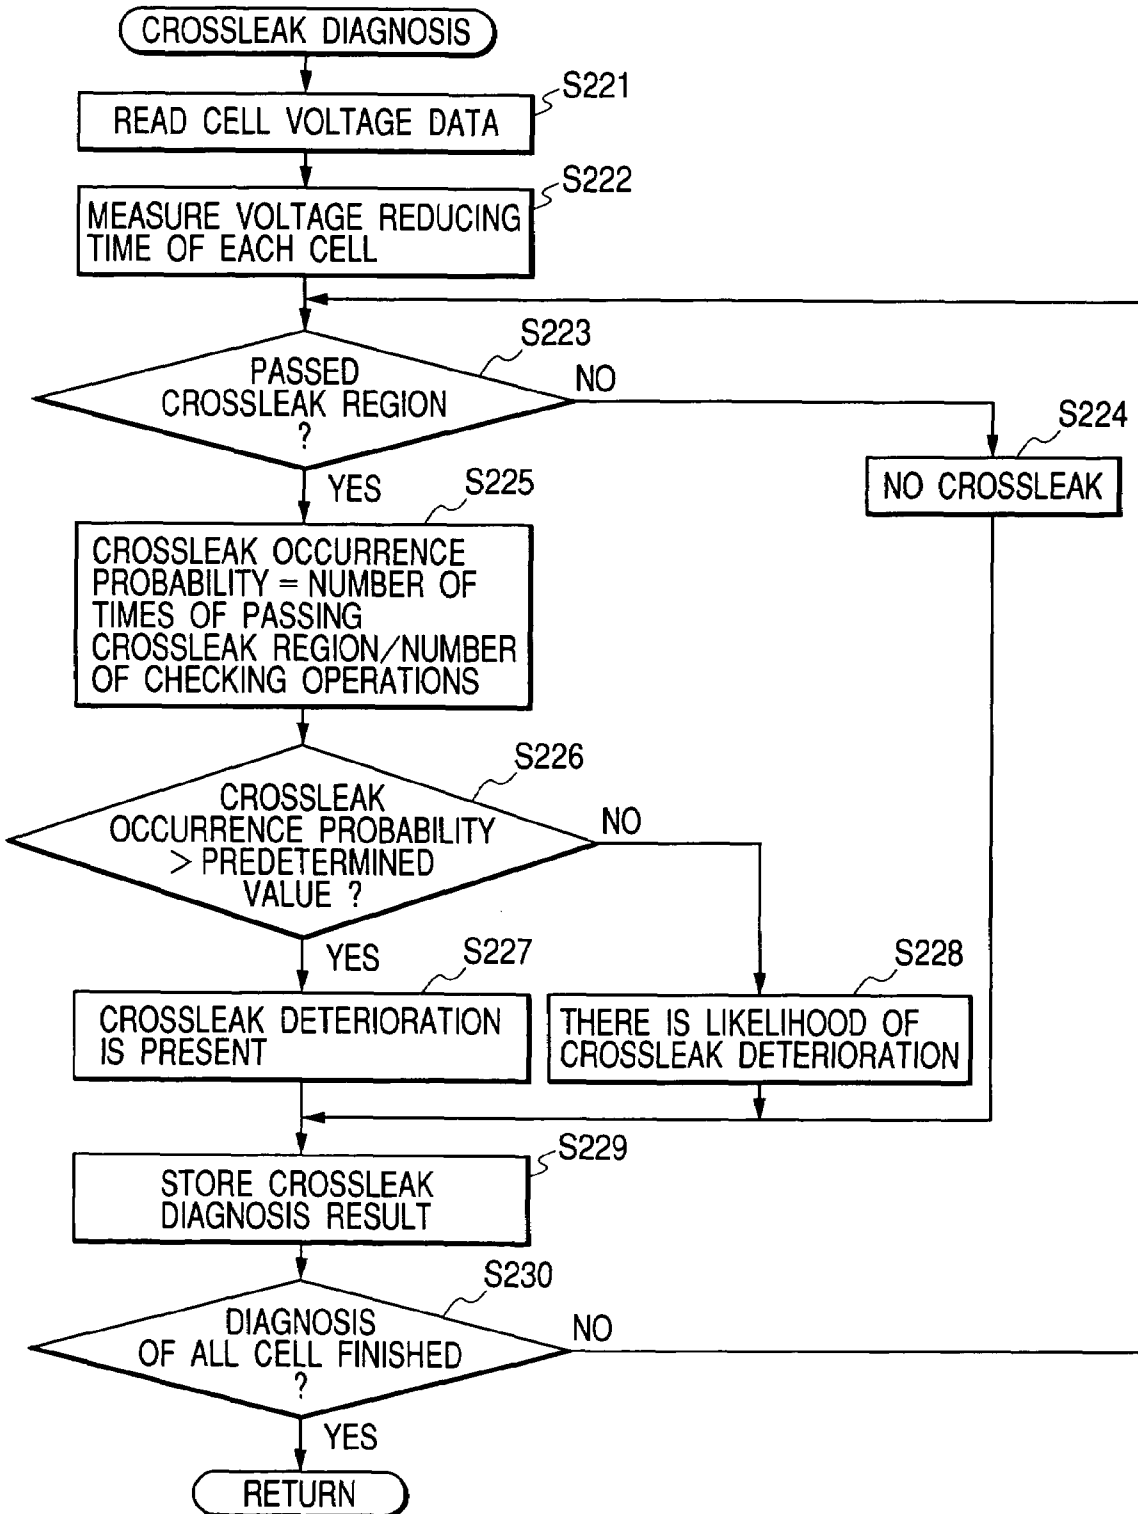 CROSSLEAK DIAGNOSIS
S221
READ CELL VOLTAGE DATA
S222
MEASURE VOLTAGE REDUCING
TIME OF EACH CELL
S223
PASSED
CROSSLEAK REGION
?
NO
S224
NO CROSSLEAK
YES
S225
CROSSLEAK OCCURRENCE
PROBABILITY = NUMBER OF
TIMES OF PASSING
CROSSLEAK REGION/NUMBER
OF CHECKING OPERATIONS
S226
CROSSLEAK
OCCURRENCE PROBABILITY
> PREDETERMINED
VALUE ?
NO
YES
S227
CROSSLEAK DETERIORATION
IS PRESENT
S228
THERE IS LIKELIHOOD OF
CROSSLEAK DETERIORATION
S229
STORE CROSSLEAK
DIAGNOSIS RESULT
S230
DIAGNOSIS
OF ALL CELL FINISHED
?
NO
YES
RETURN